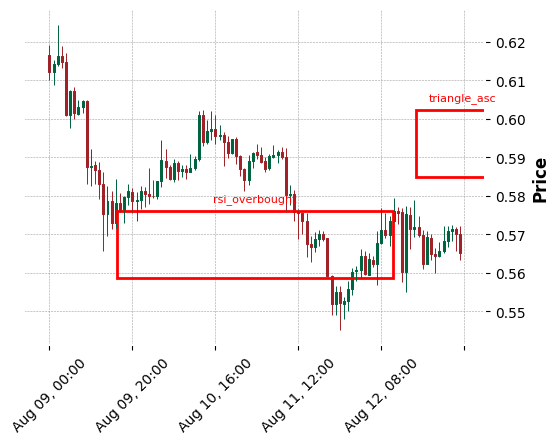 triangle_asc
rsi_overbough
0.62
0.61
0.60
0.59
0.58
0.57
0.56
0.55
Price
Aug 09, 00:00
Aug 09, 20:00
Aug 10, 16:00
Aug 11, 12:00
Aug 12, 08:00